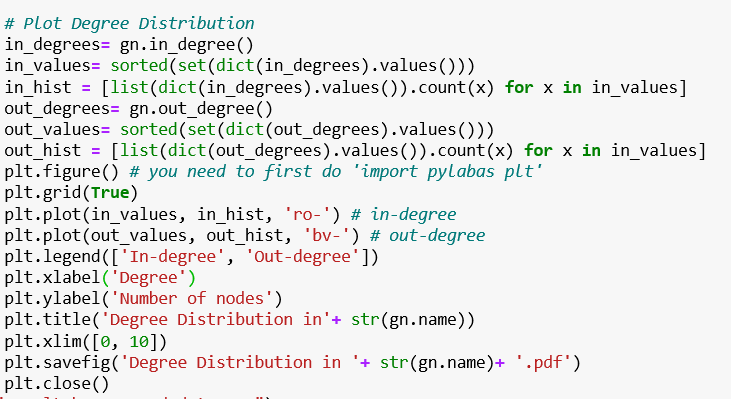 # Plot Degree Distribution
in_degrees= gn.in_degree()
in_values= sorted(set(dict(in_degrees).values()))
in_hist = [list(dict(in_degrees).values()).count(x) for x in in_values]
out_degrees= gn.out_degree()
out_values= sorted(set(dict(out_degrees).values()))
out_hist = [list(dict(out_degrees).values()).count(x) for x in in_values]
plt.figure() # you need to first do 'import pylabas plt'
plt.grid(True)
plt.plot(in_values, in_hist, 'ro-') # in-degree
plt.plot(out_values, out_hist, 'bv-') # out-degree
plt.legend(['In-degree', 'Out-degree'])
plt.xlabel('Degree')
plt.ylabel('Number of nodes')
plt.title('Degree Distribution in'+ str(gn.name))
plt.xlim([0, 10])
plt.savefig('Degree Distribution in '+ str(gn.name)+ '.pdf')
plt.close()